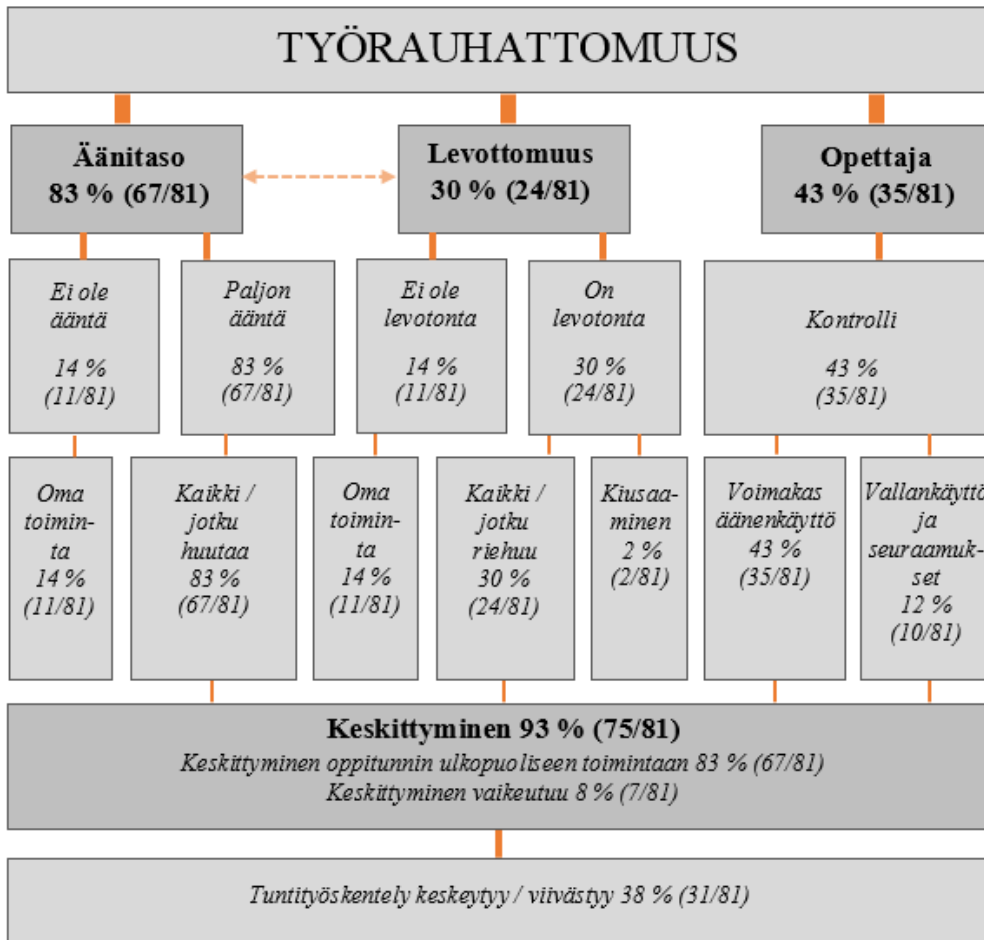 TYÖRAUHATTOMUUS
Äänitaso
83 % (67/81)
Levottomuus
30 % (24/81)
Opettaja
43 % (35/81)
Ei ole
ääntä
14 %
(11/81)
Paljon
ääntä
83 %
(67/81)
Ei ole
levotonta
14 %
(11/81)
On
levotonta
30 %
(24/81)
Kontrolli
43 %
(35/81)
Oma
toimin-
ta
14 %
(11/81)
Kaikki /
jotku
huutaa
83 %
(67/81)
Oma
toimin-
ta
14 %
(11/81)
Kaikki /
jotku
riehuu
30 %
(24/81)
Kiusaa-
minen
2 %
(2/81)
Voimakas
äänenkäyttö
43 %
(35/81)
Vallankäyttö
ja
seuraamuk-
set
12 %
(10/81)
Keskittyminen 93 % (75/81)
Keskittyminen oppitunnin ulkopuoliseen toimintaan 83 % (67/81)
Keskittyminen vaikeutuu 8 % (7/81)
Tuntityöskentely keskeytyy / viivästyy 38 % (31/81)